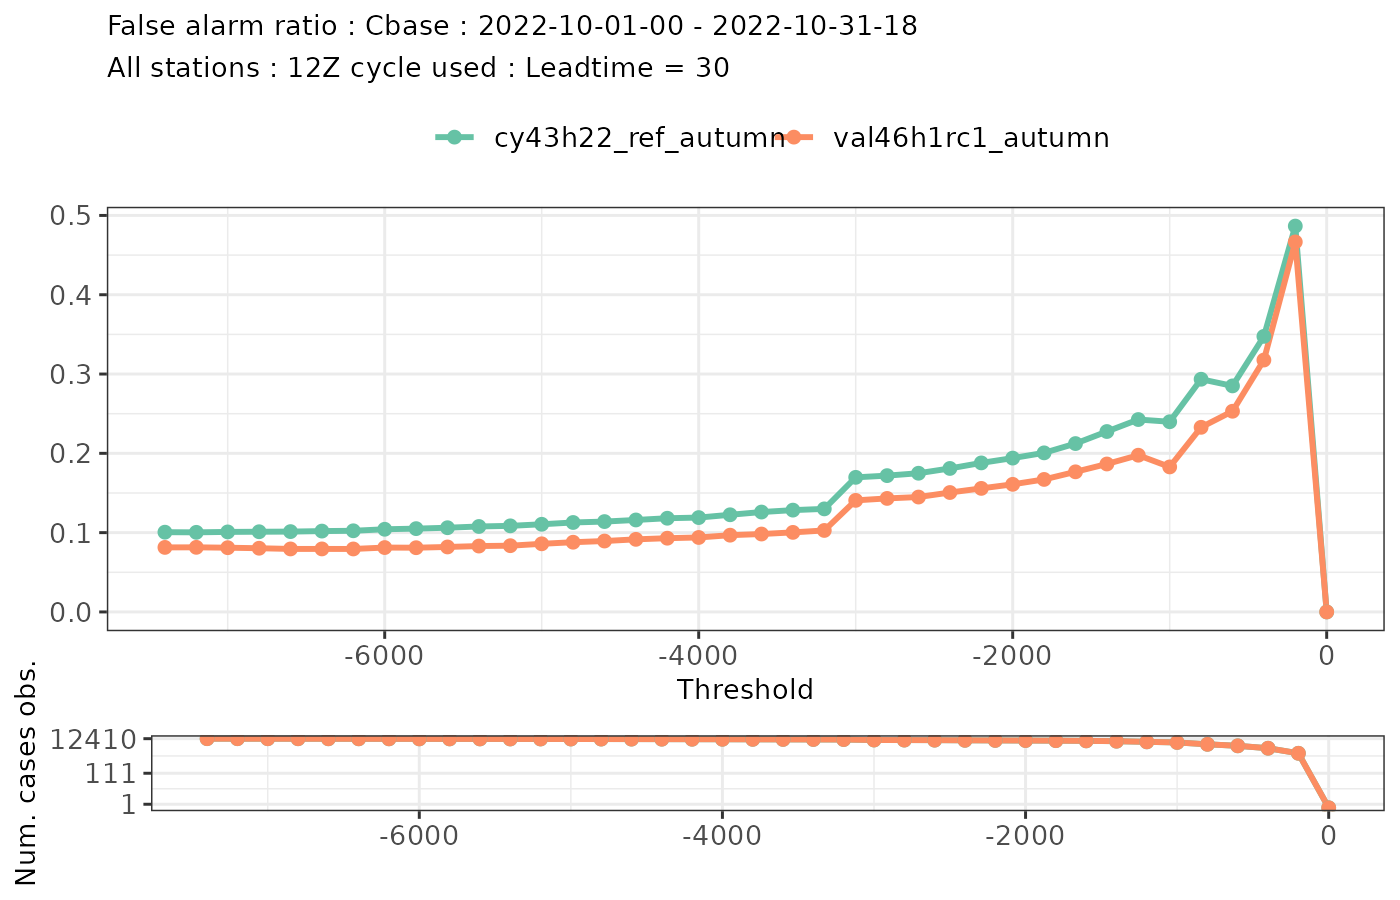 False alarm ratio : Cbase : 2022-10-01-00 - 2022-10-31-18
All stations : 12Z cycle used : Leadtime = 30
cy43h22_ref_autumn val46h1rc1_autumn
0.5
0.4
0.3
0.2
0.1
0.0
-6000 -4000 -2000 0
Threshold
Num. cases obs.
12410
111
1
-6000 -4000 -2000 0